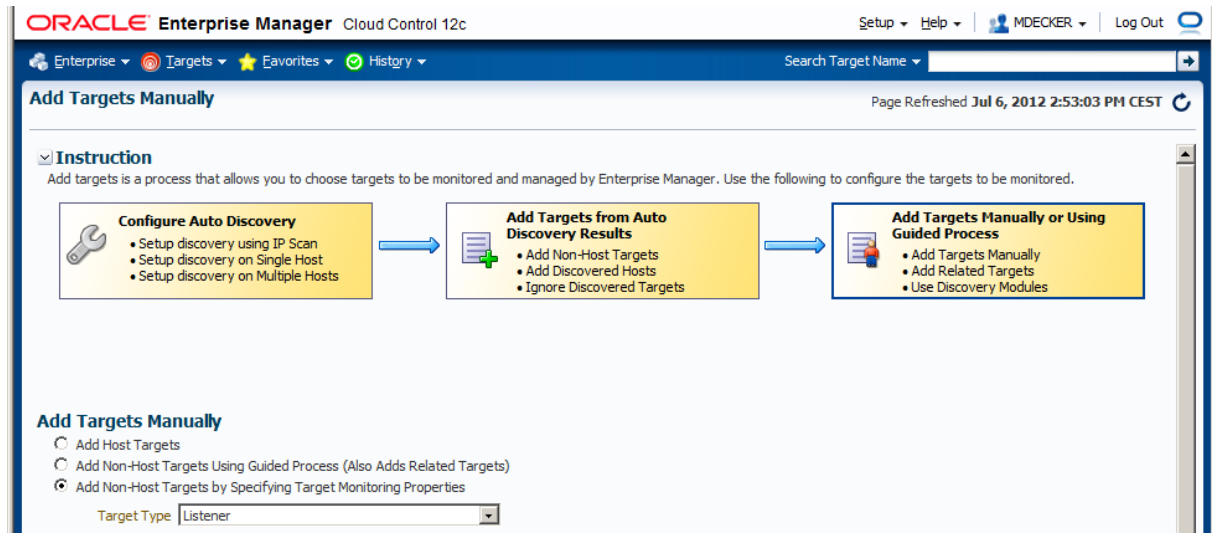 ORACLE Enterprise Manager Cloud Control 12c
Setup Help MDECKER Log Out
Enterprise Targets Favorites History
Search Target Name
Add Targets Manually
Page Refreshed Jul 6, 2012 2:53:03 PM CEST
Instruction
Add targets is a process that allows you to choose targets to be monitored and managed by Enterprise Manager. Use the following to configure the targets to be monitored.
Configure Auto Discovery
• Setup discovery using IP Scan
• Setup discovery on Single Host
• Setup discovery on Multiple Hosts
Add Targets from Auto
Discovery Results
• Add Non-Host Targets
• Add Discovered Hosts
• Ignore Discovered Targets
Add Targets Manually or Using
Guided Process
• Add Targets Manually
• Add Related Targets
• Use Discovery Modules
Add Targets Manually
Add Host Targets
Add Non-Host Targets Using Guided Process (Also Adds Related Targets)
Add Non-Host Targets by Specifying Target Monitoring Properties
Target Type Listener